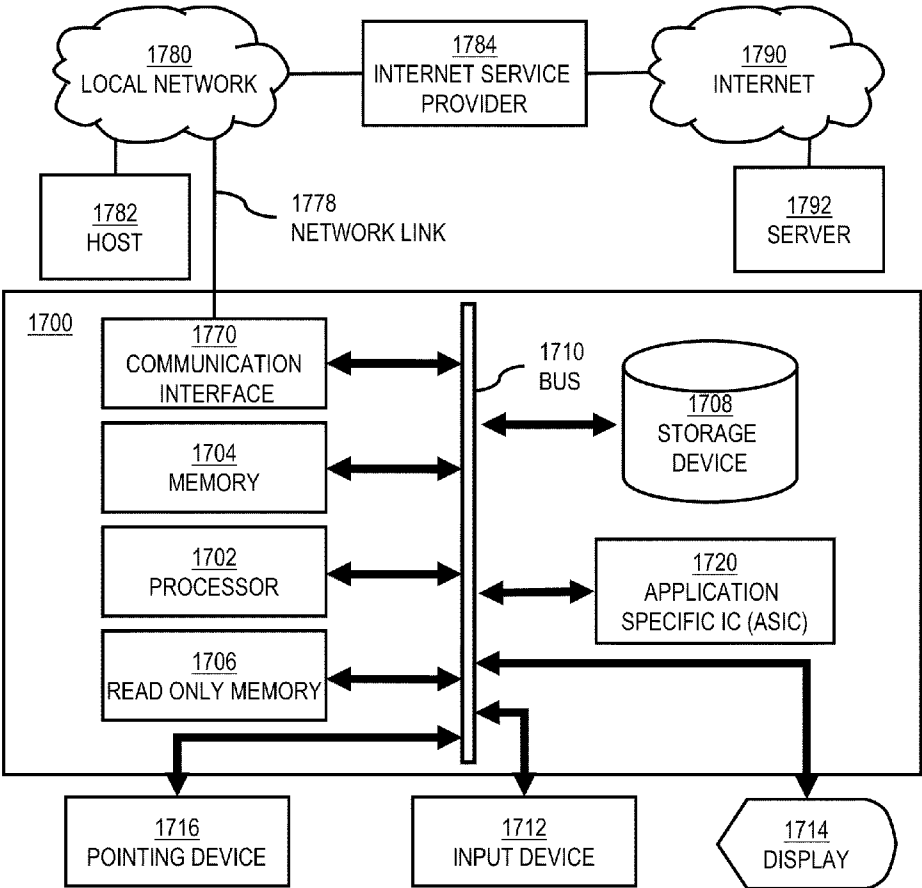 1780
LOCAL NETWORK
1784
INTERNET SERVICE
PROVIDER
1790
INTERNET
1782
HOST
1778
NETWORK LINK
1792
SERVER
1700
1770
COMMUNICATION
INTERFACE
1710
BUS
1708
STORAGE
DEVICE
1704
MEMORY
1702
PROCESSOR
1720
APPLICATION
SPECIFIC IC (ASIC)
1706
READ ONLY MEMORY
1716
POINTING DEVICE
1712
INPUT DEVICE
1714
DISPLAY